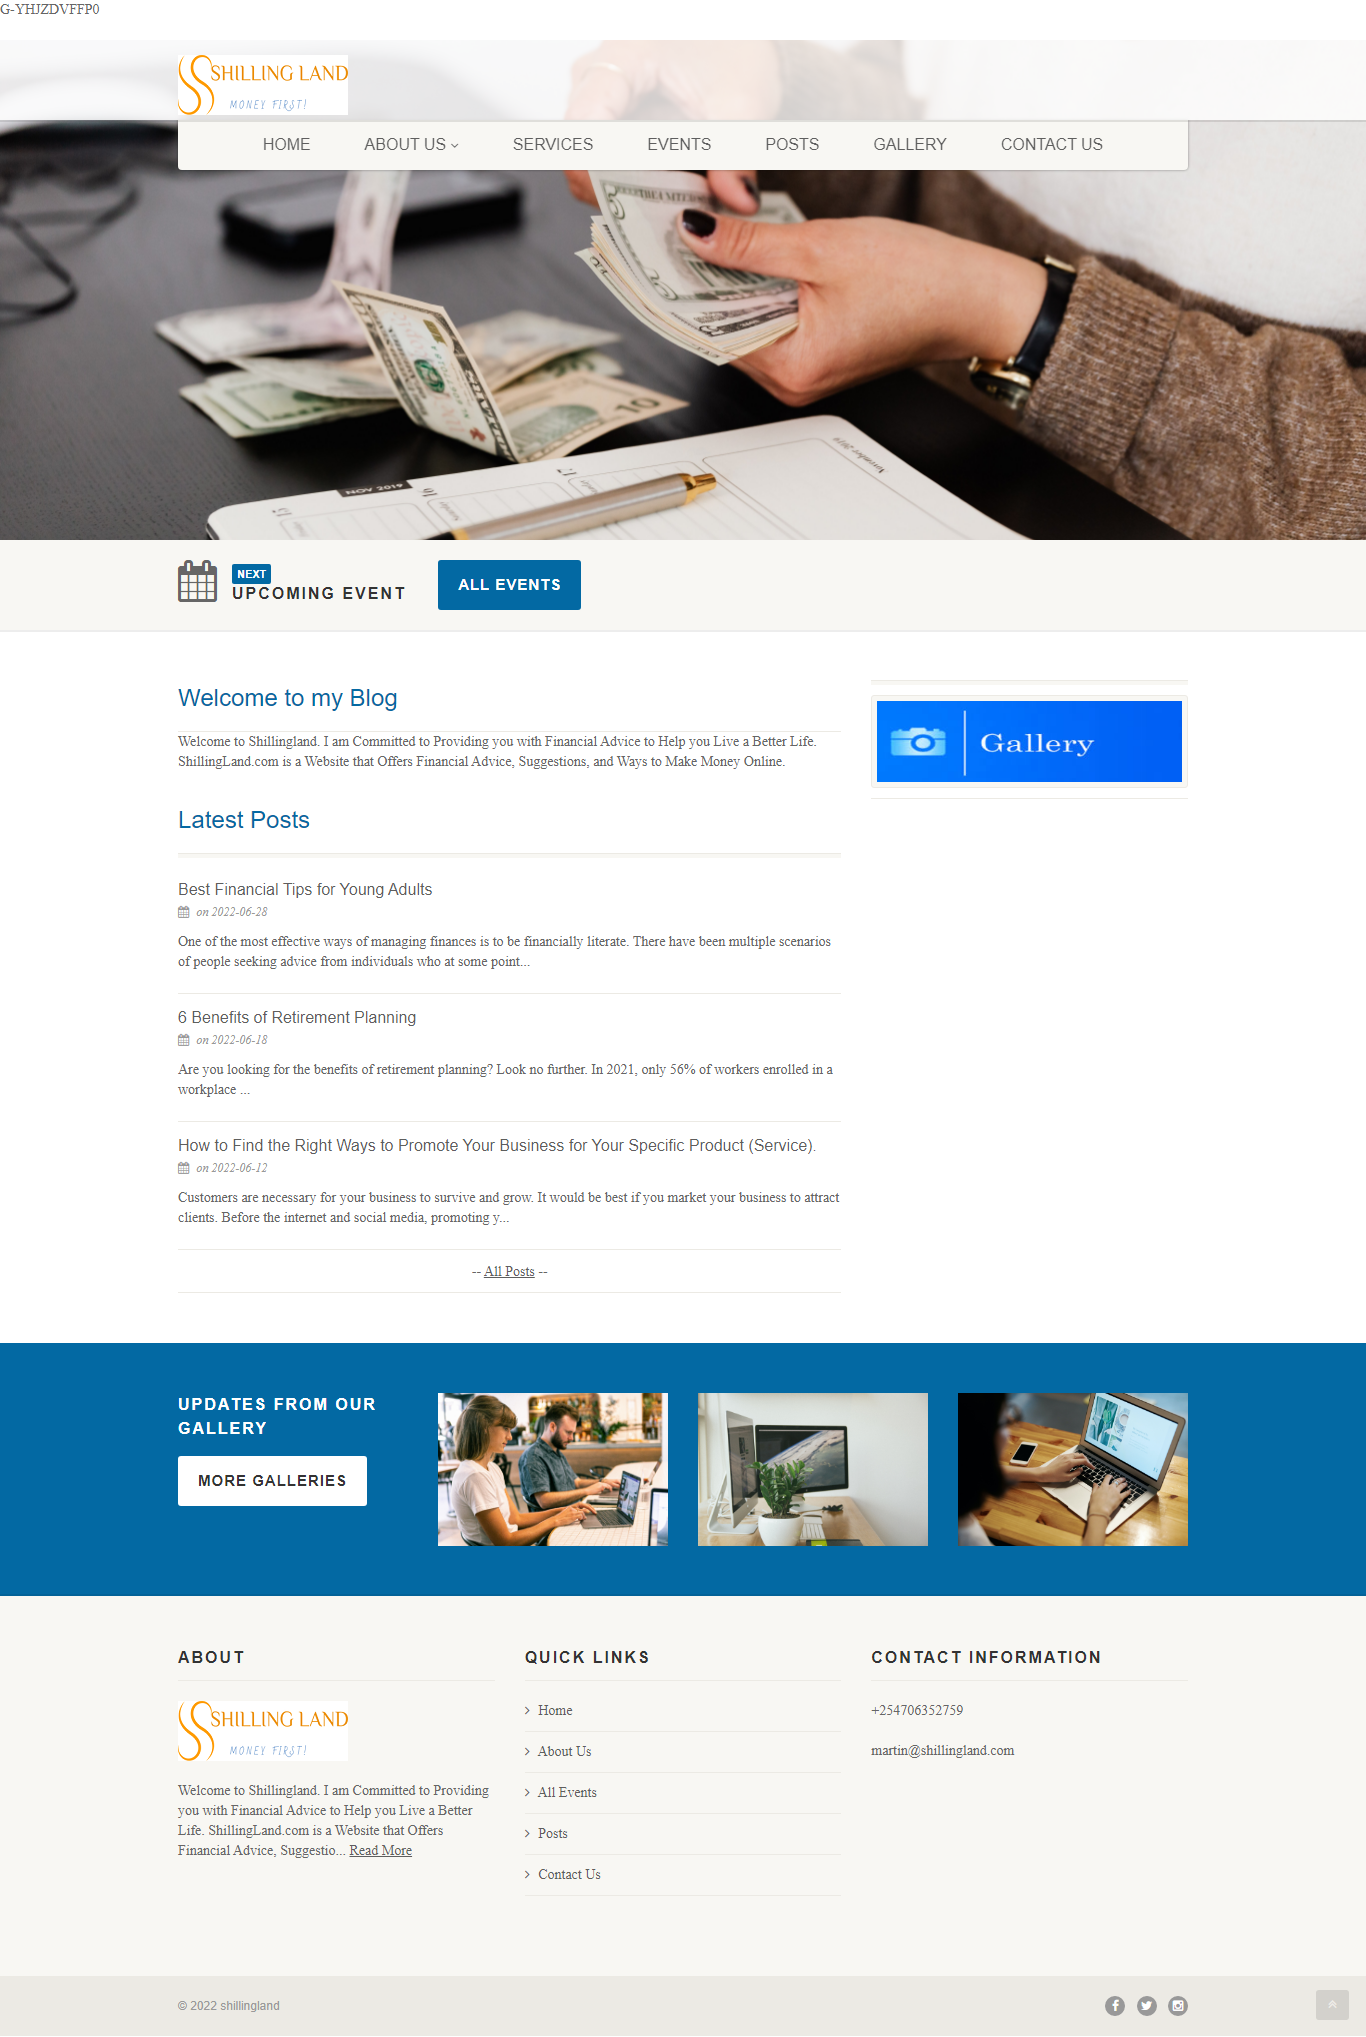 G-YHJZDVFFP0
SHILLING LAND
MONEY FIRST!
HOME ABOUT US SERVICES EVENTS POSTS GALLERY CONTACT US
NOV 2019
November 2019
10
NEXT
UPCOMING EVENT
ALL EVENTS
Welcome to my Blog
Welcome to Shillingland. I am Committed to Providing you with Financial Advice to Help you Live a Better Life.
ShillingLand.com is a Website that Offers Financial Advice, Suggestions, and Ways to Make Money Online.
Gallery
Latest Posts
Best Financial Tips for Young Adults
on 2022-06-28
One of the most effective ways of managing finances is to be financially literate. There have been multiple scenarios
of people seeking advice from individuals who at some point...
6 Benefits of Retirement Planning
on 2022-06-18
Are you looking for the benefits of retirement planning? Look no further. In 2021, only 56% of workers enrolled in a
workplace ...
How to Find the Right Ways to Promote Your Business for Your Specific Product (Service).
on 2022-06-12
Customers are necessary for your business to survive and grow. It would be best if you market your business to attract
clients. Before the internet and social media, promoting y...
-- All Posts --
UPDATES FROM OUR
GALLERY
MORE GALLERIES
ABOUT
SHILLING LAND
MONEY FIRST!
Welcome to Shillingland. I am Committed to Providing
you with Financial Advice to Help you Live a Better
Life. ShillingLand.com is a Website that Offers
Financial Advice, Suggestio... Read More
QUICK LINKS
Home
About Us
All Events
Posts
Contact Us
CONTACT INFORMATION
+254706352759
martin@shillingland.com
© 2022 shillingland